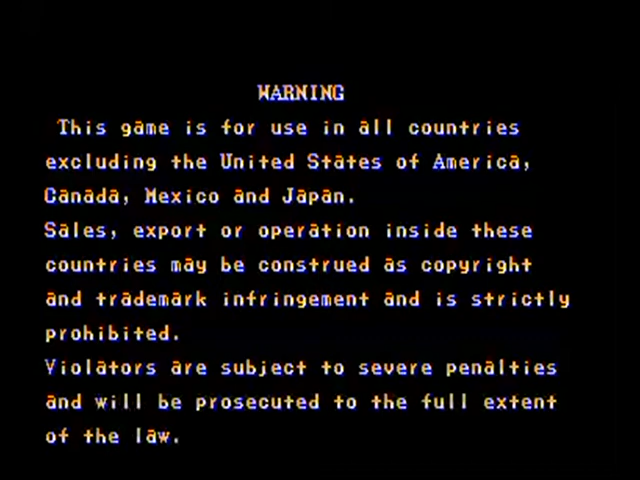 WARNING
This game is for use in all countries
excluding the United States of America,
Canada, Mexico and Japan.
Sales, export or operation inside these
countries may be construed as copyright
and trademark infringement and is strictly
prohibited.
Violators are subject to severe penalties
and will be prosecuted to the full extent
of the law.